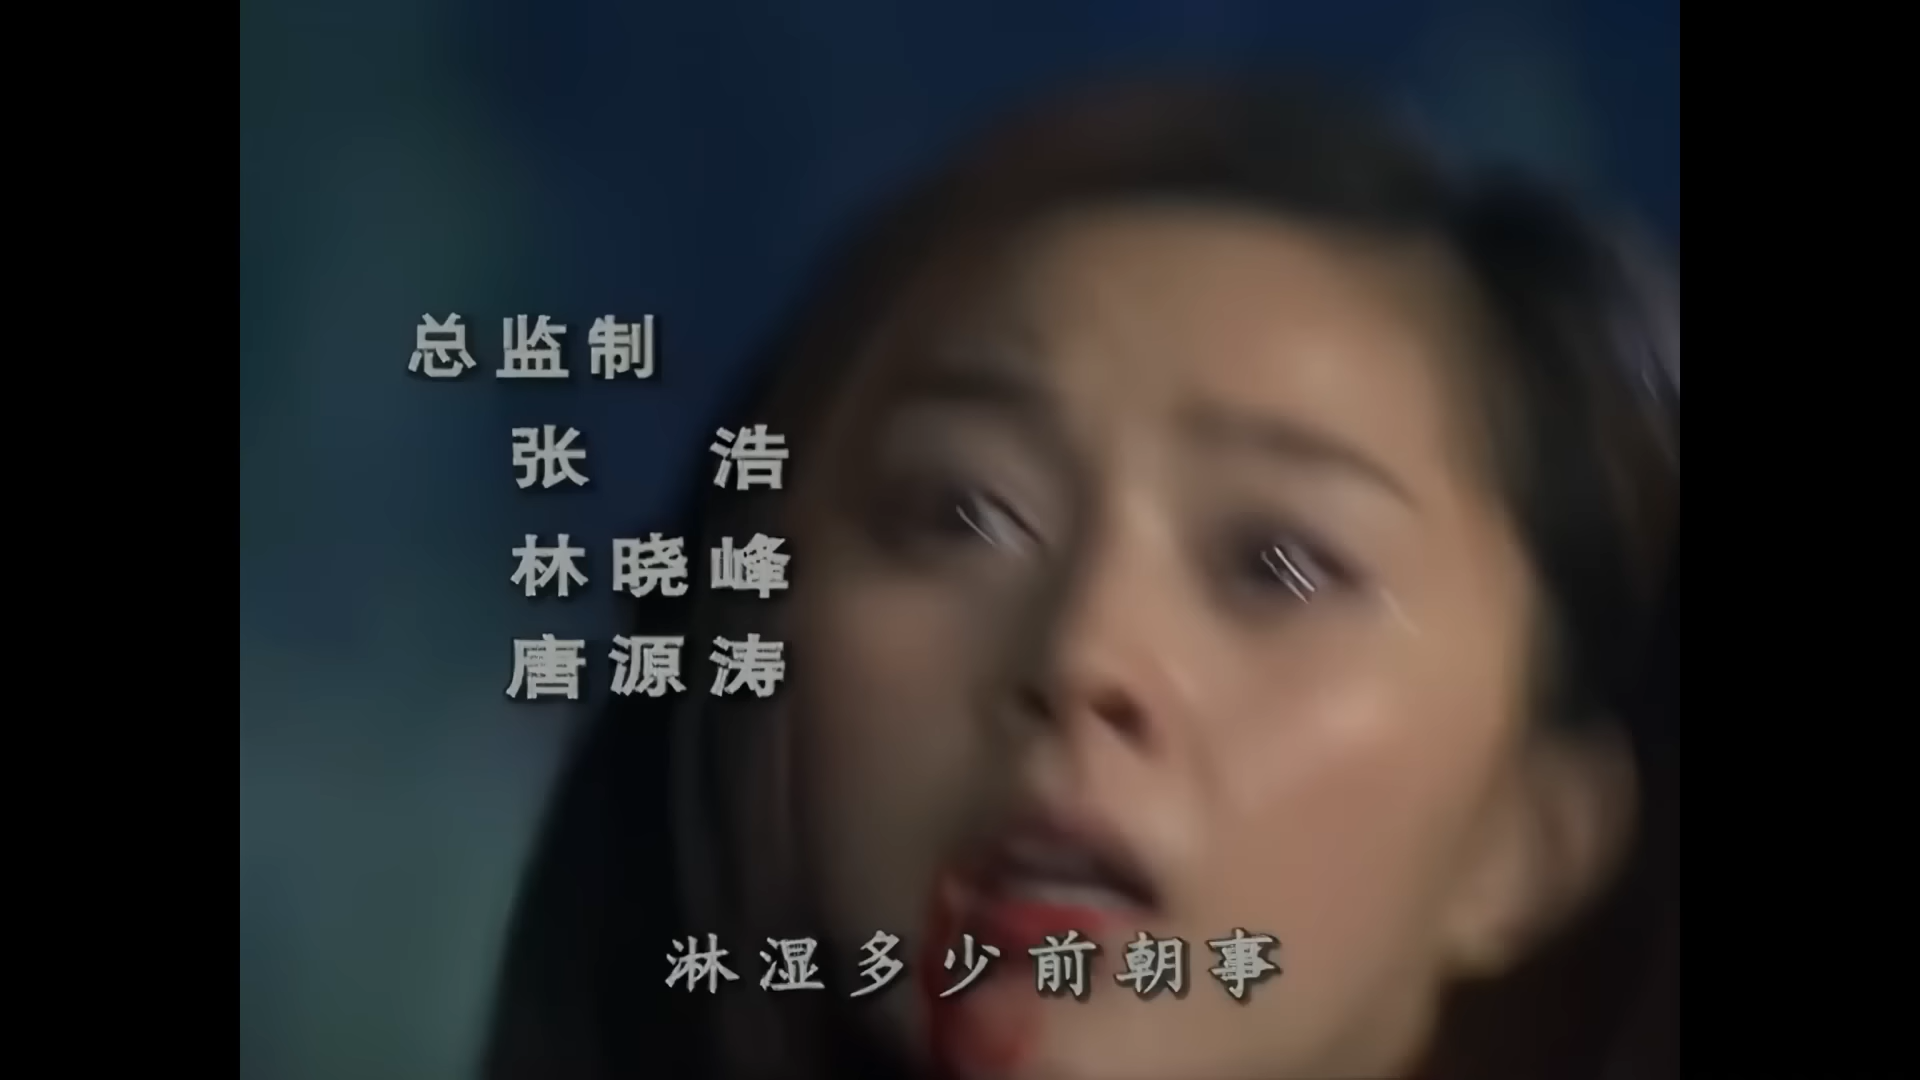 总监制
张 浩
林晓峰
唐源涛
淋湿多少前朝事